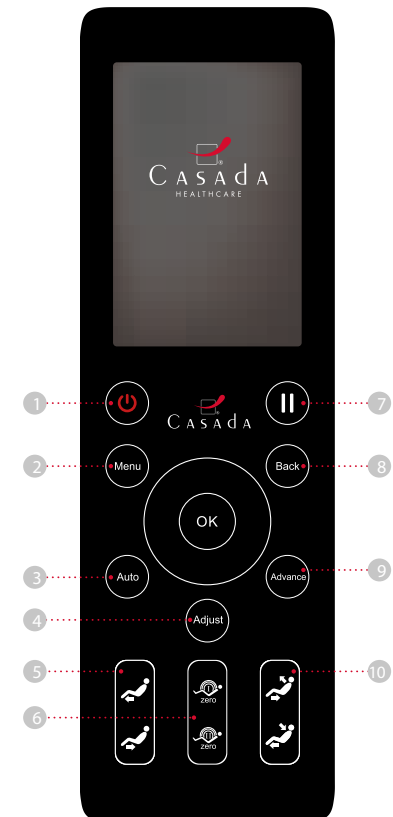 CASADA
HEALTHCARE
1
7
CASADA
2
Menu
Back
8
OK
3
Auto
Advance
9
Adjust
4
5
10
6
zero
zero